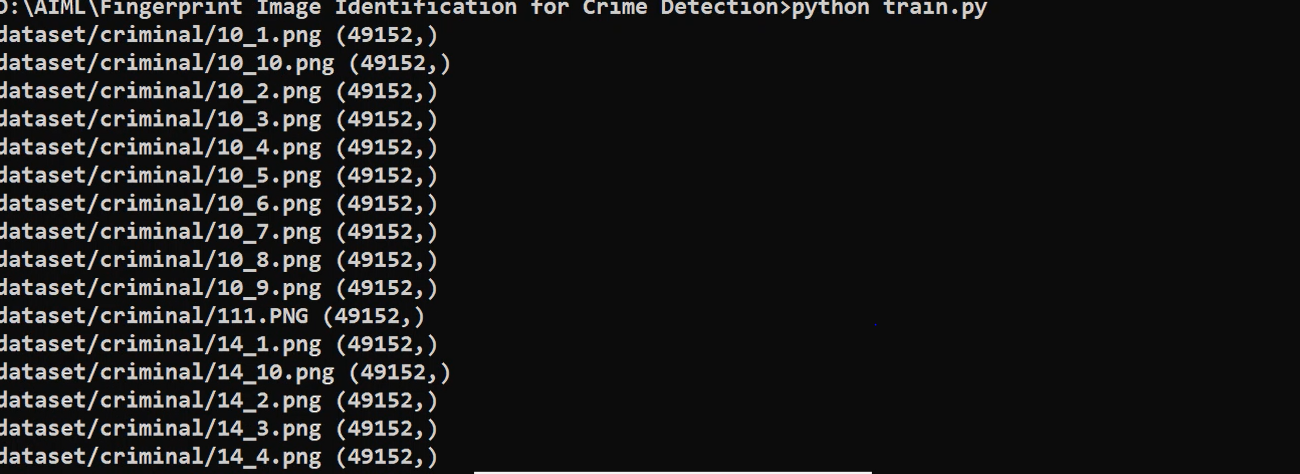 D:\AIML\Fingerprint Image Identification for Crime Detection>python train.py
dataset/criminal/10_1.png (49152,)
dataset/criminal/10_10.png (49152,)
dataset/criminal/10_2.png (49152,)
dataset/criminal/10_3.png (49152,)
dataset/criminal/10_4.png (49152,)
dataset/criminal/10_5.png (49152,)
dataset/criminal/10_6.png (49152,)
dataset/criminal/10_7.png (49152,)
dataset/criminal/10_8.png (49152,)
dataset/criminal/10_9.png (49152,)
dataset/criminal/111.PNG (49152,)
dataset/criminal/14_1.png (49152,)
dataset/criminal/14_10.png (49152,)
dataset/criminal/14_2.png (49152,)
dataset/criminal/14_3.png (49152,)
dataset/criminal/14_4.png (49152,)